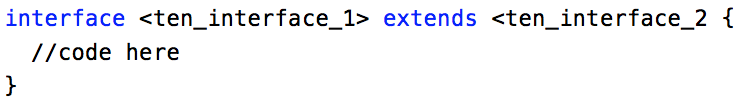 interface <ten_interface_1> extends <ten_interface_2 {
//code here
}